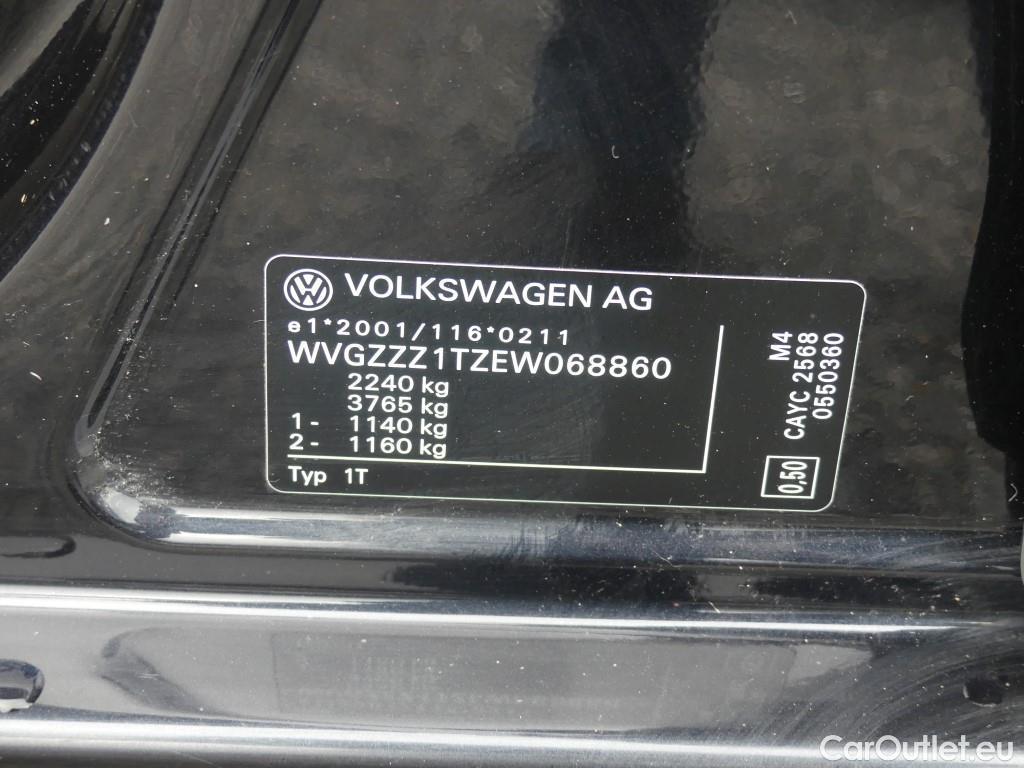 VOLKSWAGEN AG
e1*2001/116*0211
WVGZZZ1TZEW068860
2240 kg
3765 kg
1- 1140 kg
2- 1160 kg
Typ 1T
M4
CAYC 2568
0550360
0,50
CarOutlet.eu